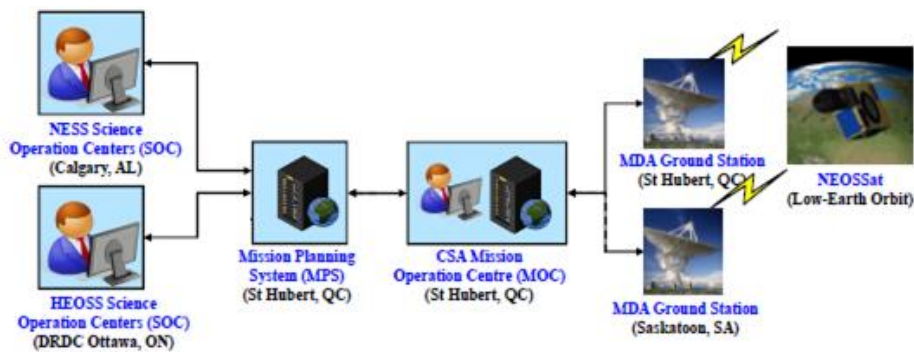 NESS Science
Operation Centers (SOC)
(Calgary, AL)
HEOSS Science
Operation Centers (SOC)
(DRDC Ottawa, ON)
Mission Planning
System (MPS)
(St Hubert, QC)
CSA Mission
Operation Centre (MOC)
(St Hubert, QC)
MDA Ground Station
(St Hubert, QC)
MDA Ground Station
(Saskatoon, SA)
NEOSSat
(Low-Earth Orbit)